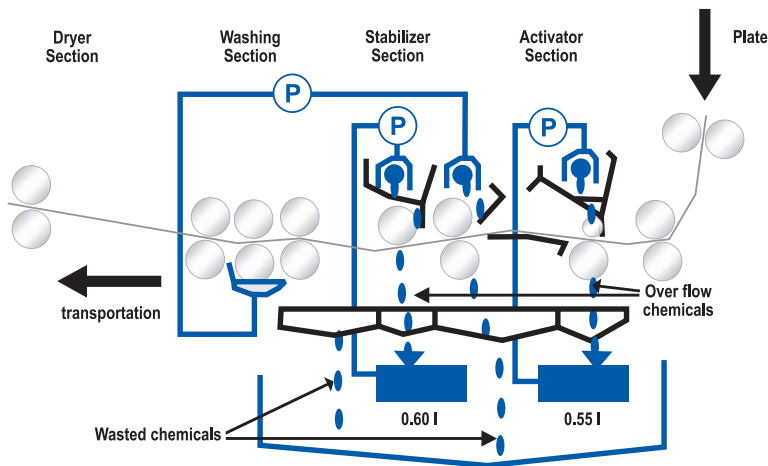 Dryer
Section
Washing
Section
Stabilizer
Section
Activator
Section
Plate
P
P
P
transportation
Over flow
chemicals
Wasted chemicals
0.60 l
0.55 l